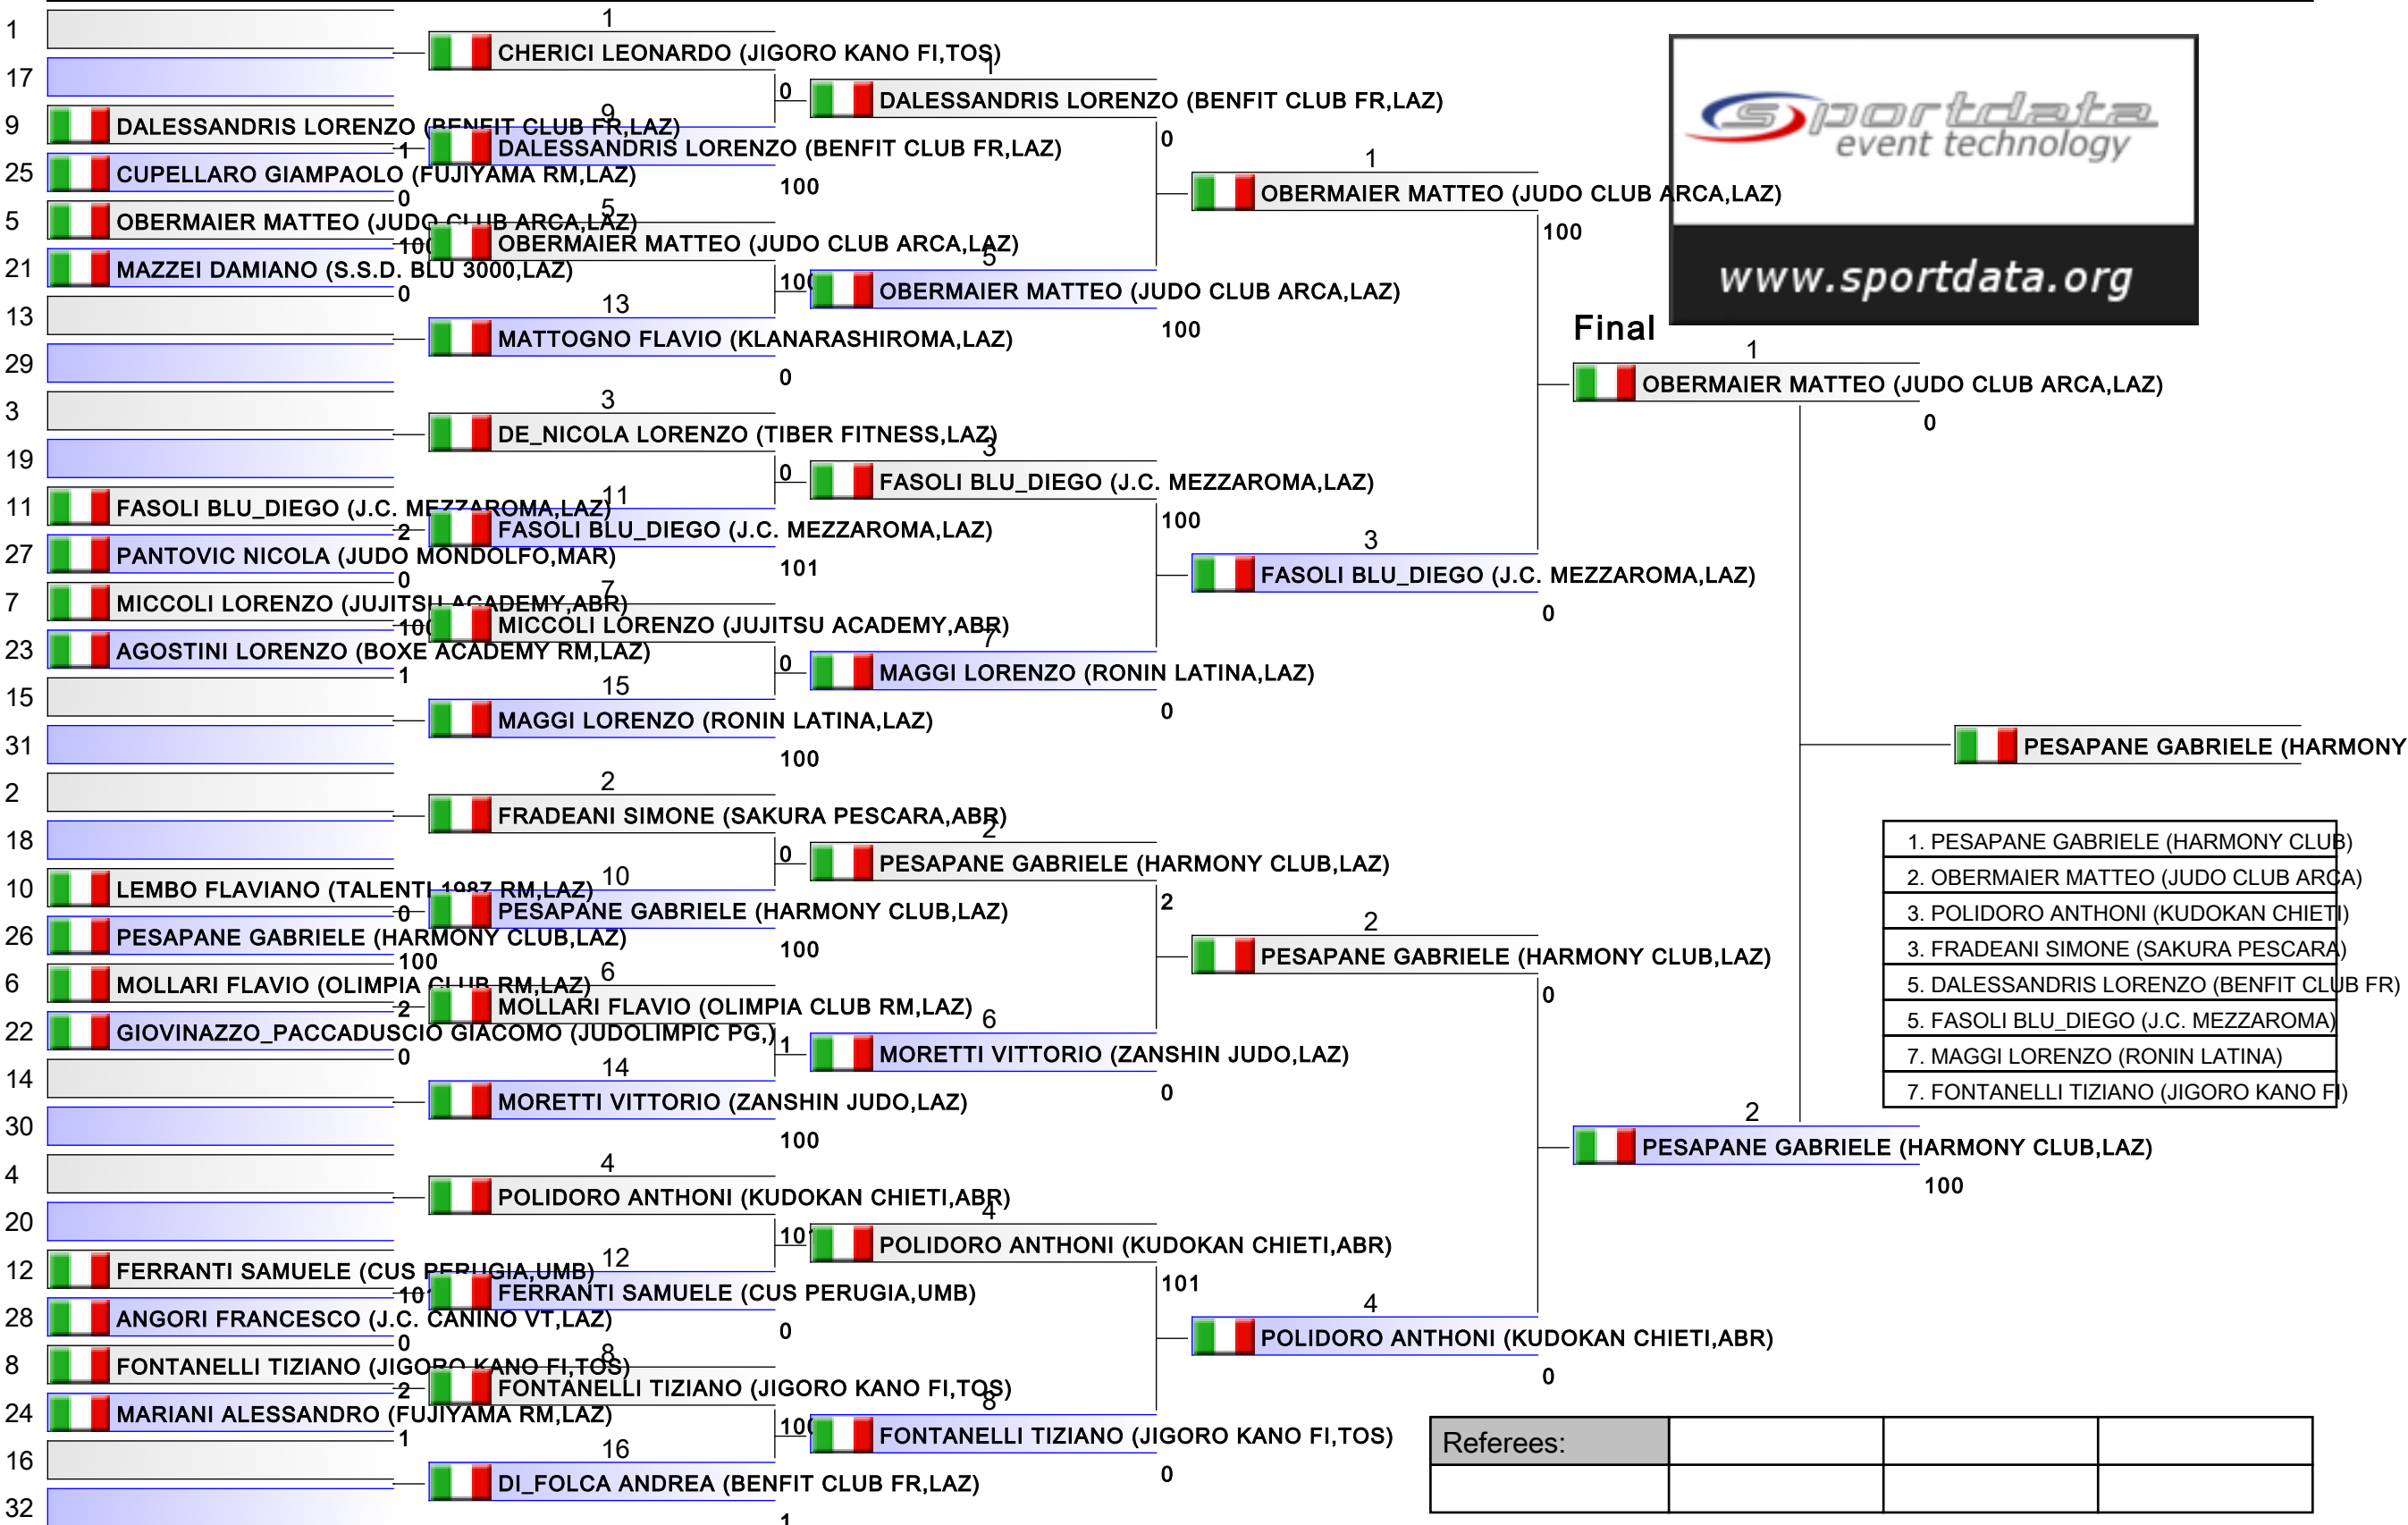 1
17
9 DALESSANDRIS LORENZO (BENFIT CLUB FR,LAZ)
1
25 CUPELLARO GIAMPAOLO (FUJIYAMA RM,LAZ)
0
5 OBERMAIER MATTEO (JUDO CLUB ARCA,LAZ)
100
21 MAZZEI DAMIANO (S.S.D. BLU 3000,LAZ)
0
13
29
3
19
11 FASOLI BLU_DIEGO (J.C. MEZZAROMA,LAZ)
2
27 PANTOVIC NICOLA (JUDO MONDOLFO,MAR)
0
7 MICCOLI LORENZO (JUJITSU ACADEMY,ABR)
100
23 AGOSTINI LORENZO (BOXE ACADEMY RM,LAZ)
1
15
31
2
18
10 LEMBO FLAVIANO (TALENTI 1987 RM,LAZ)
0
26 PESAPANE GABRIELE (HARMONY CLUB,LAZ)
100
6 MOLLARI FLAVIO (OLIMPIA CLUB RM,LAZ)
2
22 GIOVINAZZO_PACCADUSCIO GIACOMO (JUDOLIMPIC PG,)
0
14
30
4
20
12 FERRANTI SAMUELE (CUS PERUGIA,UMB)
101
28 ANGORI FRANCESCO (J.C. CANINO VT,LAZ)
0
8 FONTANELLI TIZIANO (JIGORO KANO FI,TOS)
2
24 MARIANI ALESSANDRO (FUJIYAMA RM,LAZ)
1
16
32
1
CHERICI LEONARDO (JIGORO KANO FI,TOS)
0
9
DALESSANDRIS LORENZO (BENFIT CLUB FR,LAZ)
100
5
OBERMAIER MATTEO (JUDO CLUB ARCA,LAZ)
100
13
MATTOGNO FLAVIO (KLANARASHIROMA,LAZ)
0
3
DE_NICOLA LORENZO (TIBER FITNESS,LAZ)
0
11
FASOLI BLU_DIEGO (J.C. MEZZAROMA,LAZ)
101
7
MICCOLI LORENZO (JUJITSU ACADEMY,ABR)
0
15
MAGGI LORENZO (RONIN LATINA,LAZ)
100
2
FRADEANI SIMONE (SAKURA PESCARA,ABR)
0
10
PESAPANE GABRIELE (HARMONY CLUB,LAZ)
100
6
MOLLARI FLAVIO (OLIMPIA CLUB RM,LAZ)
1
14
MORETTI VITTORIO (ZANSHIN JUDO,LAZ)
100
4
POLIDORO ANTHONI (KUDOKAN CHIETI,ABR)
101
12
FERRANTI SAMUELE (CUS PERUGIA,UMB)
0
8
FONTANELLI TIZIANO (JIGORO KANO FI,TOS)
100
16
DI_FOLCA ANDREA (BENFIT CLUB FR,LAZ)
1
1
DALESSANDRIS LORENZO (BENFIT CLUB FR,LAZ)
0
5
OBERMAIER MATTEO (JUDO CLUB ARCA,LAZ)
100
3
FASOLI BLU_DIEGO (J.C. MEZZAROMA,LAZ)
100
7
MAGGI LORENZO (RONIN LATINA,LAZ)
0
2
PESAPANE GABRIELE (HARMONY CLUB,LAZ)
2
6
MORETTI VITTORIO (ZANSHIN JUDO,LAZ)
0
4
POLIDORO ANTHONI (KUDOKAN CHIETI,ABR)
101
8
FONTANELLI TIZIANO (JIGORO KANO FI,TOS)
0
1
OBERMAIER MATTEO (JUDO CLUB ARCA,LAZ)
100
3
FASOLI BLU_DIEGO (J.C. MEZZAROMA,LAZ)
0
2
PESAPANE GABRIELE (HARMONY CLUB,LAZ)
0
4
POLIDORO ANTHONI (KUDOKAN CHIETI,ABR)
0
sportdata
event technology
www.sportdata.org
Final
1
OBERMAIER MATTEO (JUDO CLUB ARCA,LAZ)
0
2
PESAPANE GABRIELE (HARMONY CLUB,LAZ)
100
PESAPANE GABRIELE (HARMONY
1. PESAPANE GABRIELE (HARMONY CLUB)
2. OBERMAIER MATTEO (JUDO CLUB ARCA)
3. POLIDORO ANTHONI (KUDOKAN CHIETI)
3. FRADEANI SIMONE (SAKURA PESCARA)
5. DALESSANDRIS LORENZO (BENFIT CLUB FR)
5. FASOLI BLU_DIEGO (J.C. MEZZAROMA)
7. MAGGI LORENZO (RONIN LATINA)
7. FONTANELLI TIZIANO (JIGORO KANO FI)
Referees: